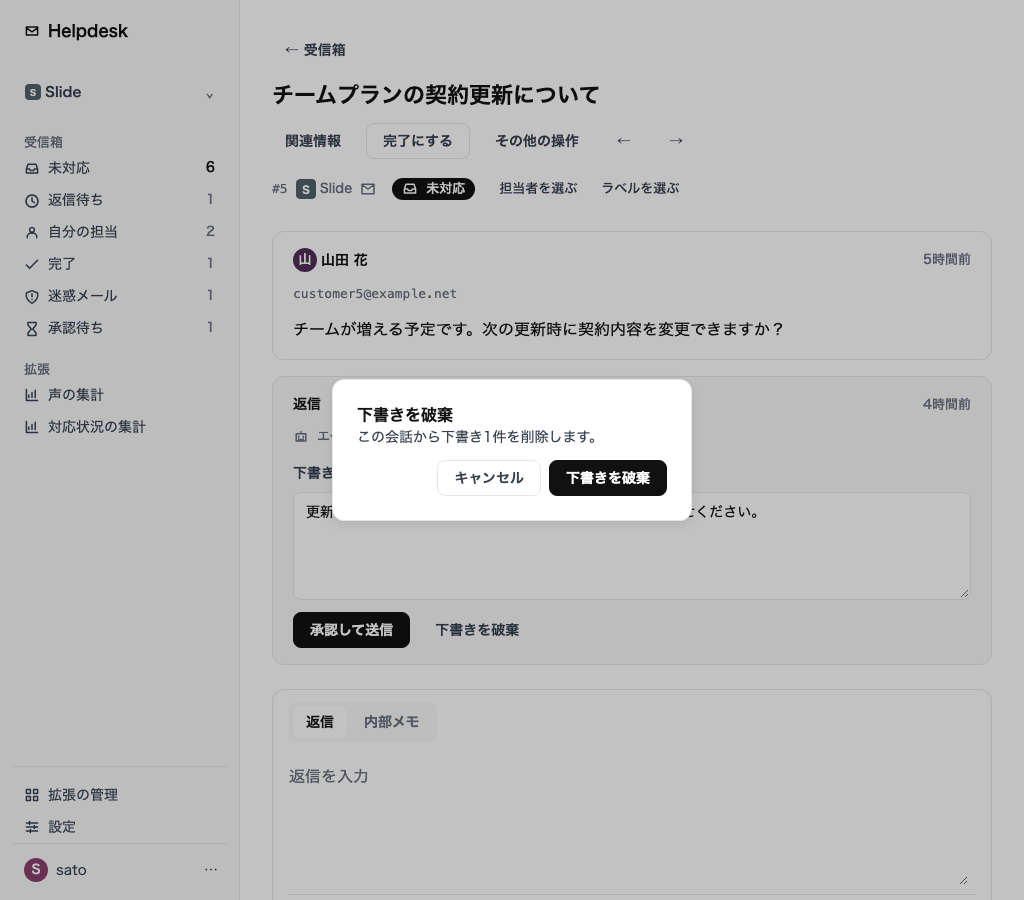 Helpdesk
S Slide
受信箱
未対応 6
返信待ち 1
自分の担当 2
完了 1
迷惑メール 1
承認待ち 1
拡張
声の集計
対応状況の集計
拡張の管理
設定
S sato …
← 受信箱
チームプランの契約更新について
関連情報 完了にする その他の操作 ← →
#5 S Slide 未対応 担当者を選ぶ ラベルを選ぶ
山 山田 花 5時間前
customer5@example.net
チームが増える予定です。次の更新時に契約内容を変更できますか？
返信 4時間前
下書きを破棄
この会話から下書き1件を削除します。
キャンセル 下書きを破棄
下書き
更新 ください。
承認して送信 下書きを破棄
返信 内部メモ
返信を入力